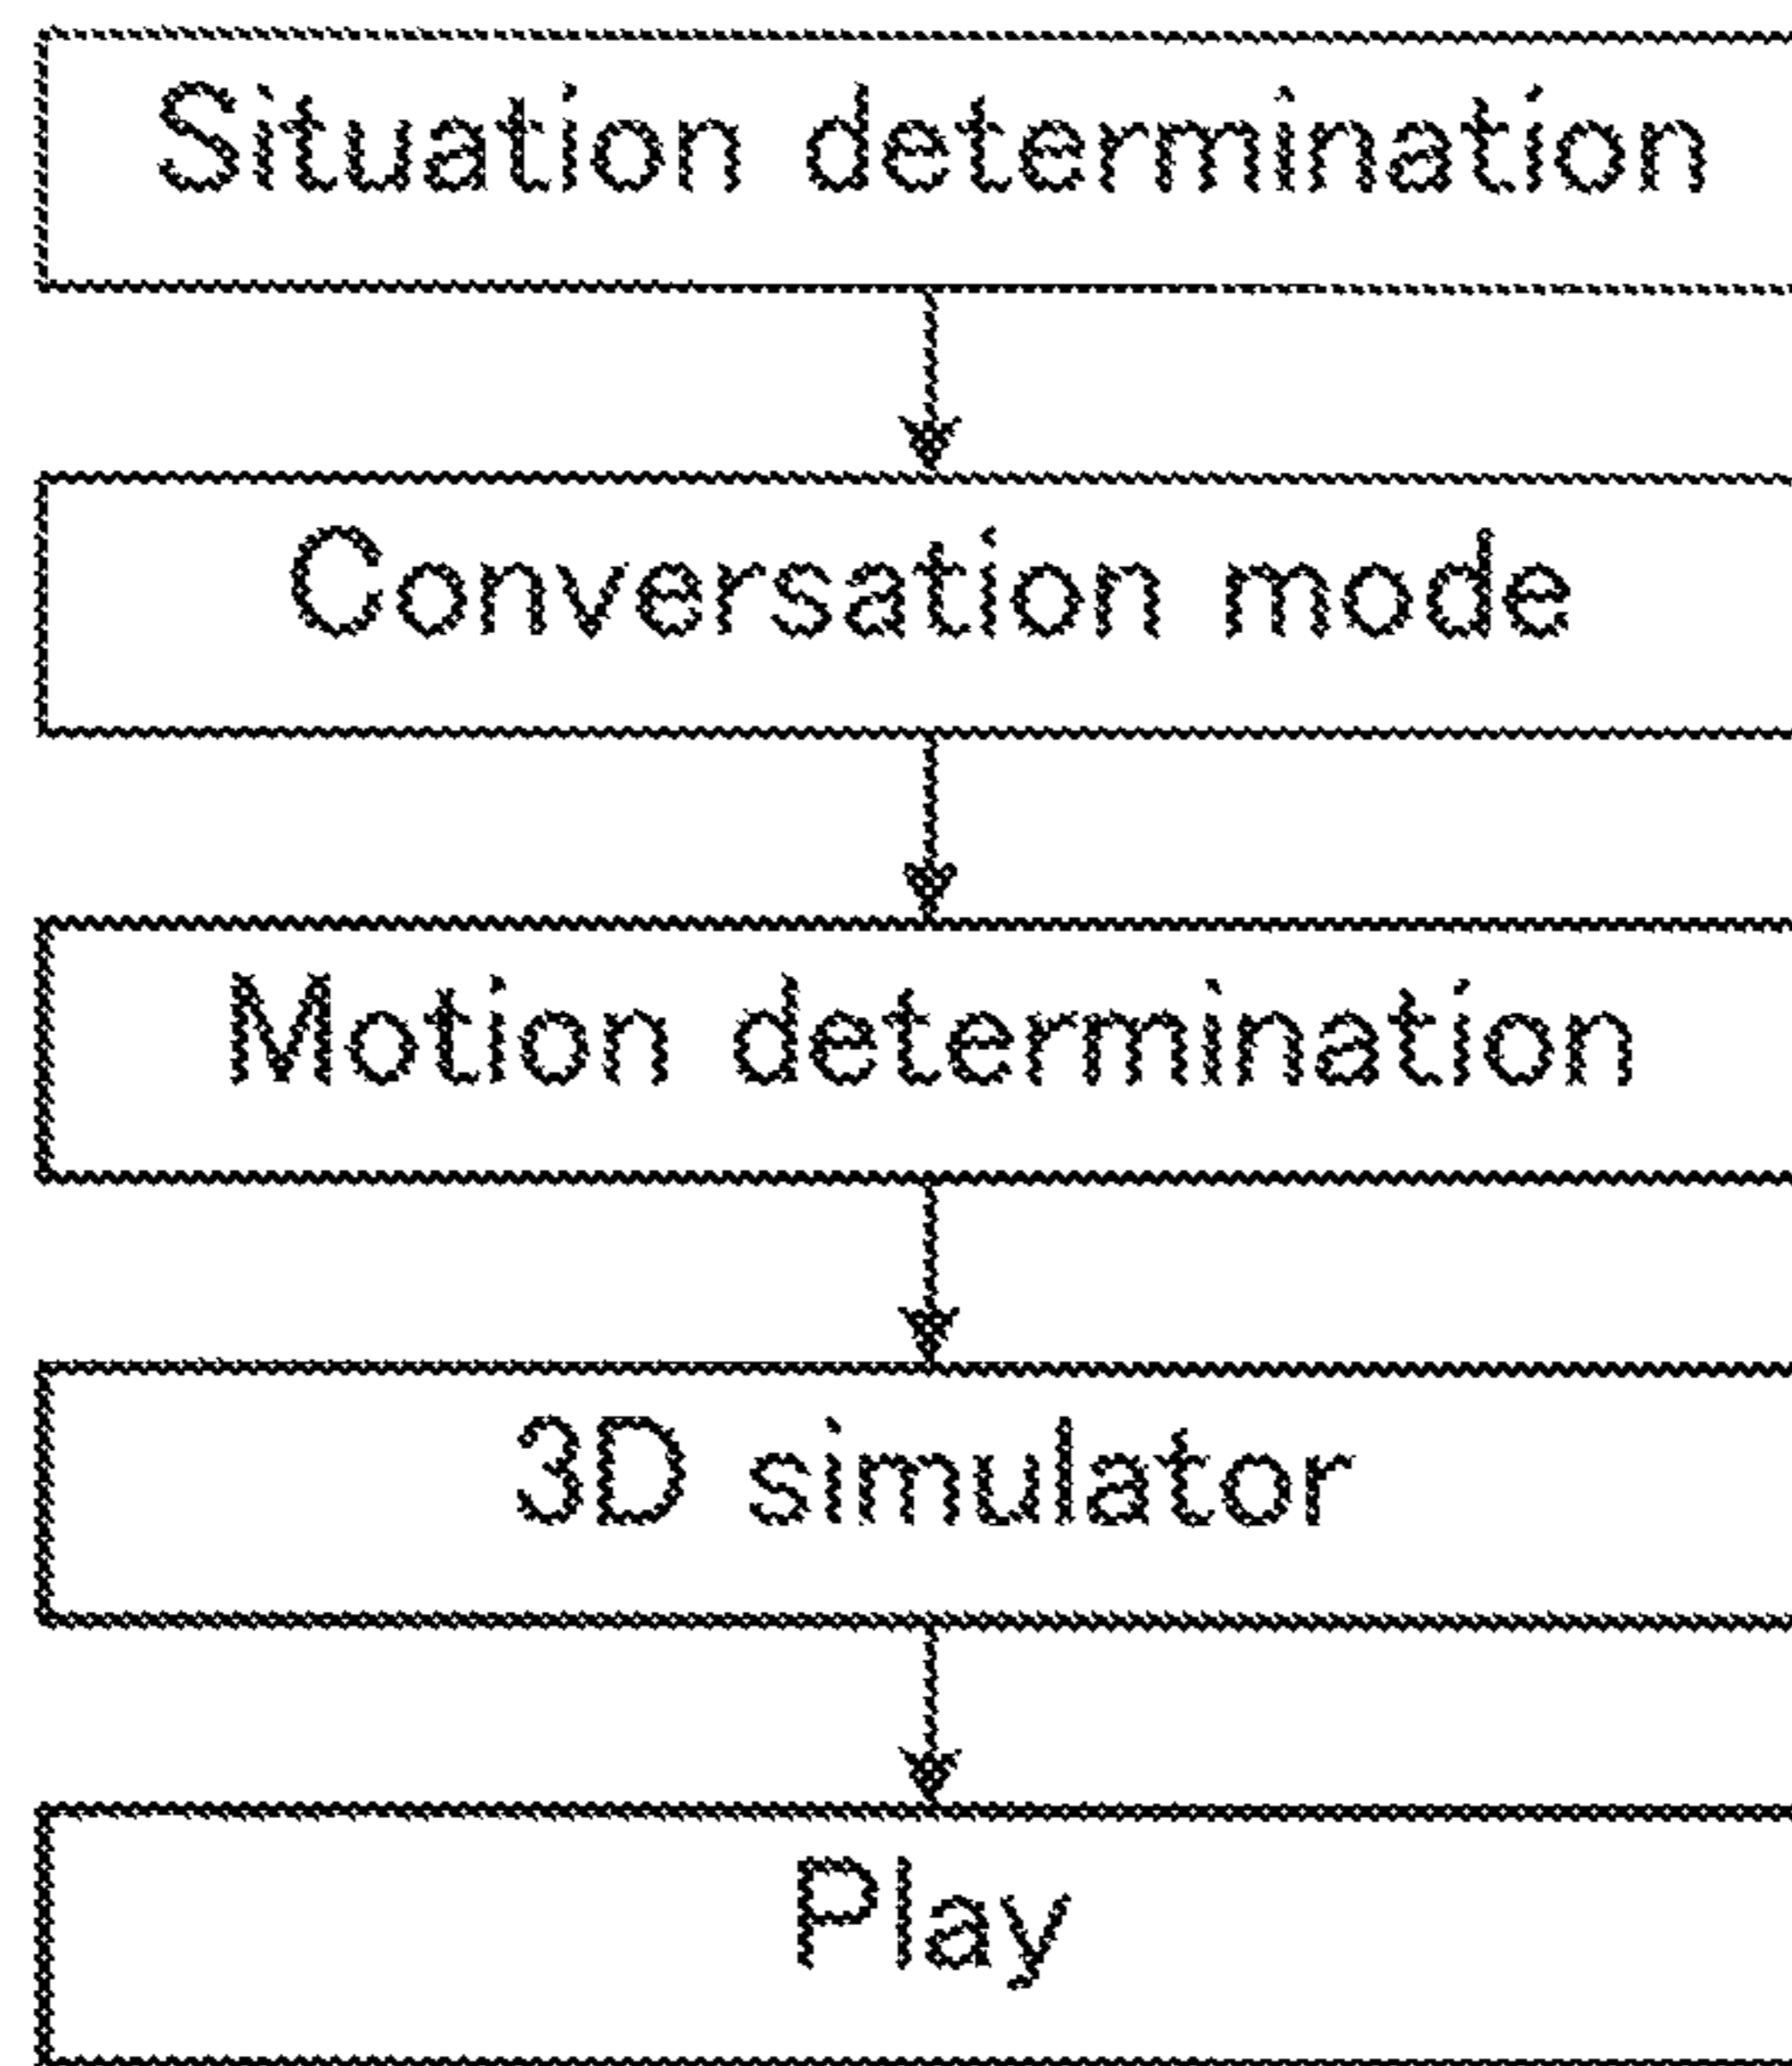 Situation determination
Conversation mode
Motion determination
3D simulator
Play